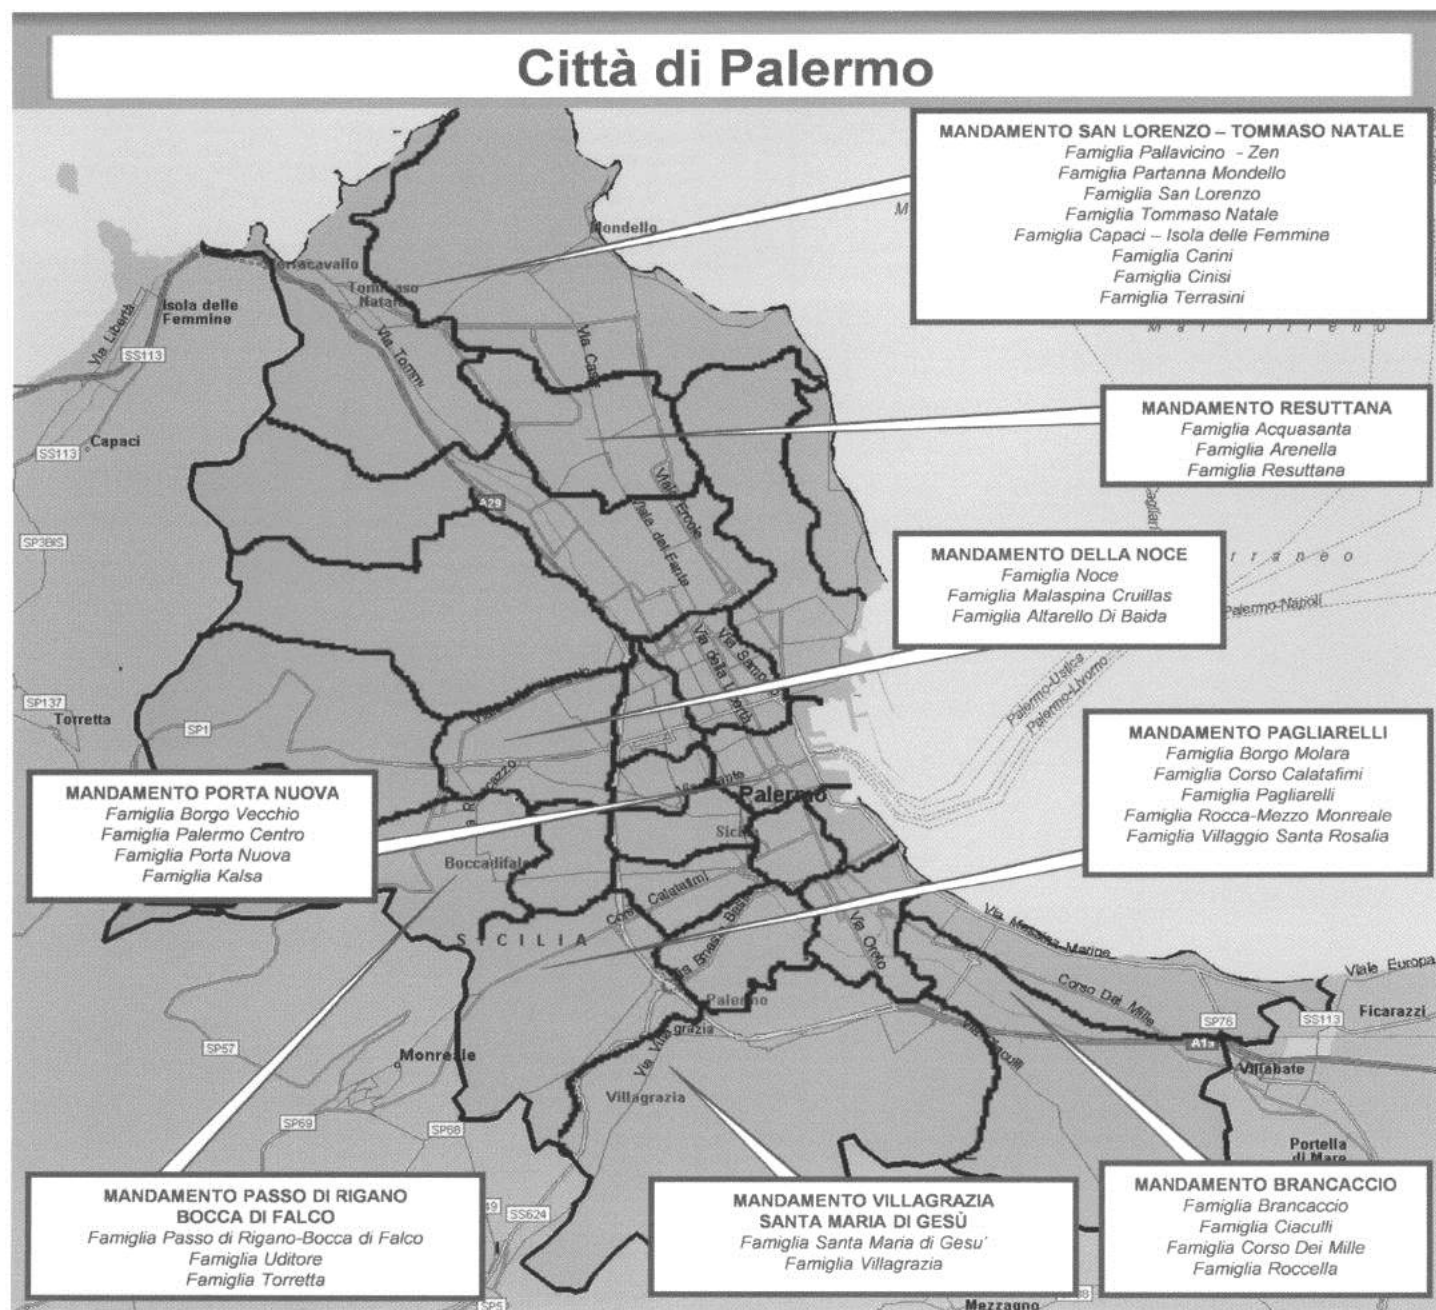 Città di Palermo
MANDAMENTO SAN LORENZO – TOMMASO NATALE
Famiglia Pallavicino - Zen
Famiglia Partanna Mondello
Famiglia San Lorenzo
Famiglia Tommaso Natale
Famiglia Capaci – Isola delle Femmine
Famiglia Carini
Famiglia Cinisi
Famiglia Terrasini
Mondello
Tommaso
Natale
Isola delle
Femmine
Via Libertà
SS113
Capaci
SS113
A29
MANDAMENTO RESUTTANA
Famiglia Acquasanta
Famiglia Arenella
Famiglia Resuttana
Viale del Fante
MANDAMENTO DELLA NOCE
Famiglia Noce
Famiglia Malaspina Cruillas
Famiglia Altarello Di Baida
Palermo-Napoli
Palermo-Ustica
Palermo-Livorno
SP137
Torretta
SP1
MANDAMENTO PAGLIARELLI
Famiglia Borgo Molara
Famiglia Corso Calatafimi
Famiglia Pagliarelli
Famiglia Rocca-Mezzo Monreale
Famiglia Villaggio Santa Rosalia
MANDAMENTO PORTA NUOVA
Famiglia Borgo Vecchio
Famiglia Palermo Centro
Famiglia Porta Nuova
Famiglia Kalsa
Palermo
Boccadifalco
Corso Calatafimi
SICILIA
Via Oreto
Via Messina Marine
Viale Europa
Palermo
Corso Dei Mille
SP76
SS113
Ficarazzi
A19
SP57
Monreale
Villabate
Villagrazia
SP69
SP68
Portella
di Mare
MANDAMENTO PASSO DI RIGANO
BOCCA DI FALCO
Famiglia Passo di Rigano-Bocca di Falco
Famiglia Uditore
Famiglia Torretta
SS624
SP5
MANDAMENTO VILLAGRAZIA
SANTA MARIA DI GESÙ
Famiglia Santa Maria di Gesu'
Famiglia Villagrazia
MANDAMENTO BRANCACCIO
Famiglia Brancaccio
Famiglia Ciaculli
Famiglia Corso Dei Mille
Famiglia Roccella
Mezzagno